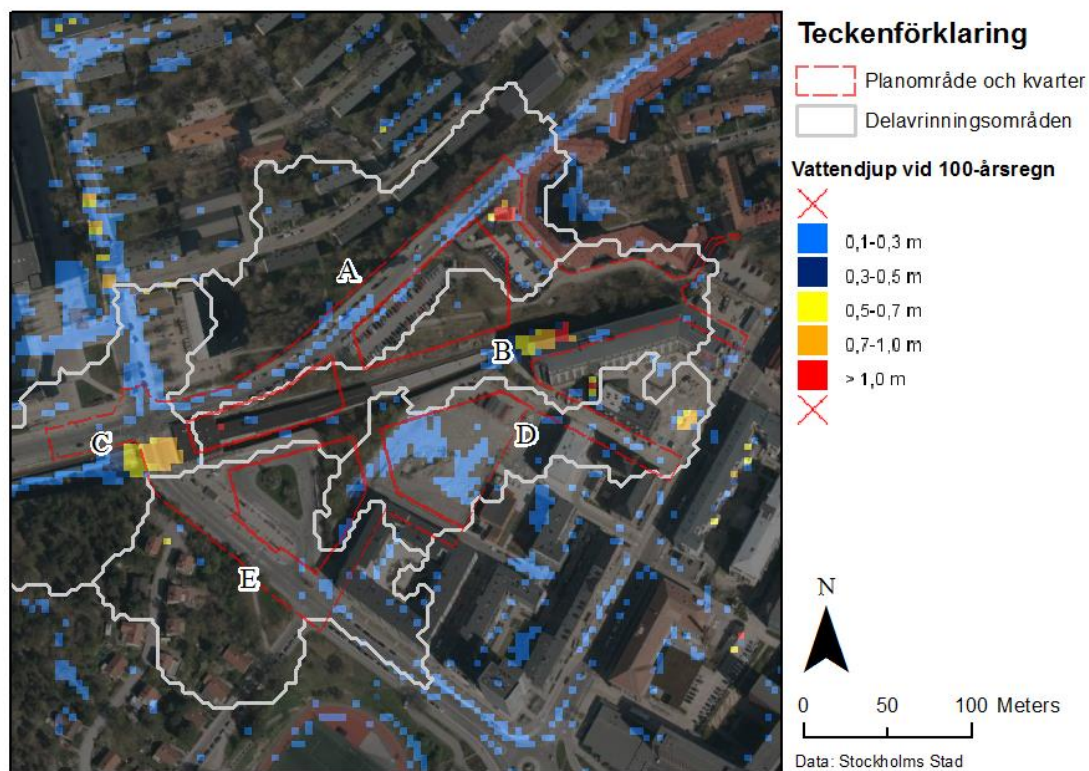 Teckenförklaring
Planområde och kvarter
Delavrinningsområden
Vattendjup vid 100-årsregn
0,1-0,3 m
0,3-0,5 m
0,5-0,7 m
0,7-1,0 m
> 1,0 m
A
B
C
D
E
N
0 50 100 Meters
Data: Stockholms Stad